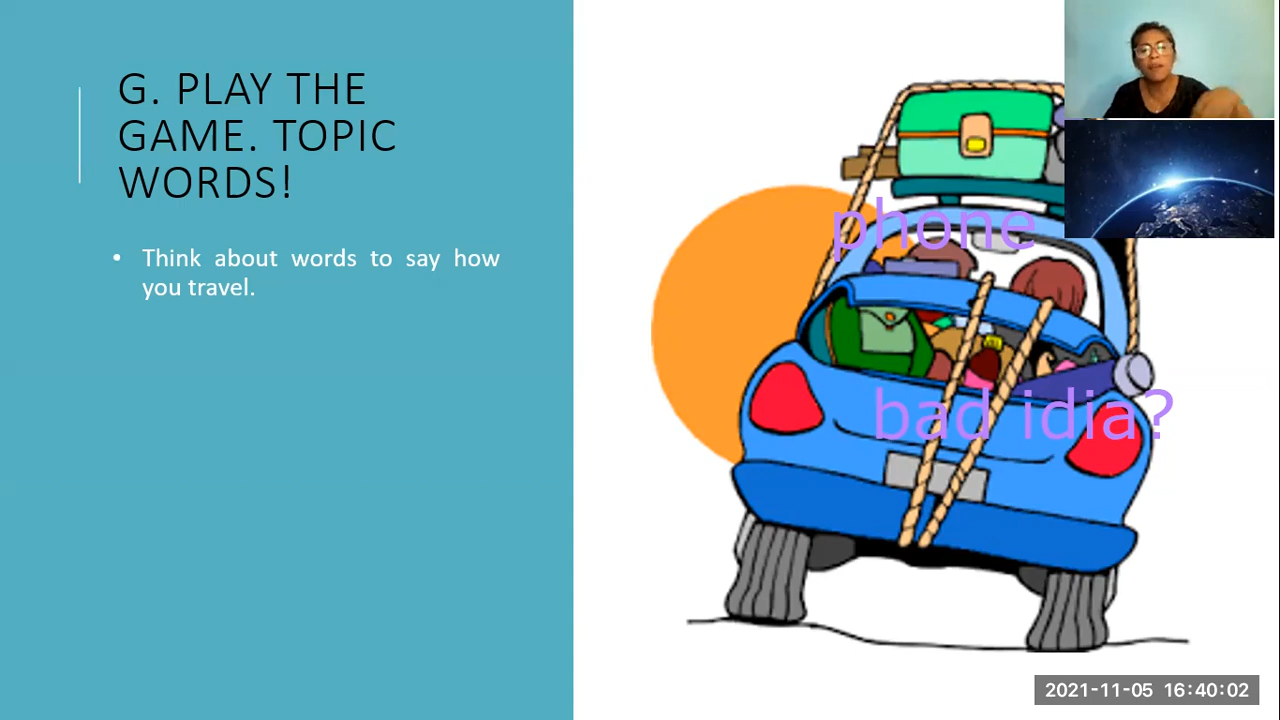 G. PLAY THE
GAME. TOPIC
WORDS!
• Think about words to say how
you travel.
phone
bad idia?
2021-11-05 16:40:02